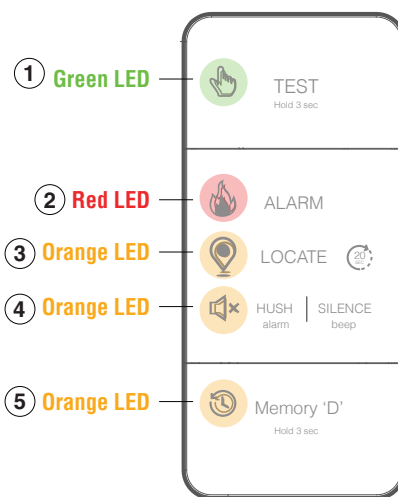 1 Green LED
TEST
Hold 3 sec
2 Red LED
ALARM
3 Orange LED
LOCATE 20 SEC
4 Orange LED
HUSH | SILENCE
alarm beep
5 Orange LED
Memory ‘D’
Hold 3 sec